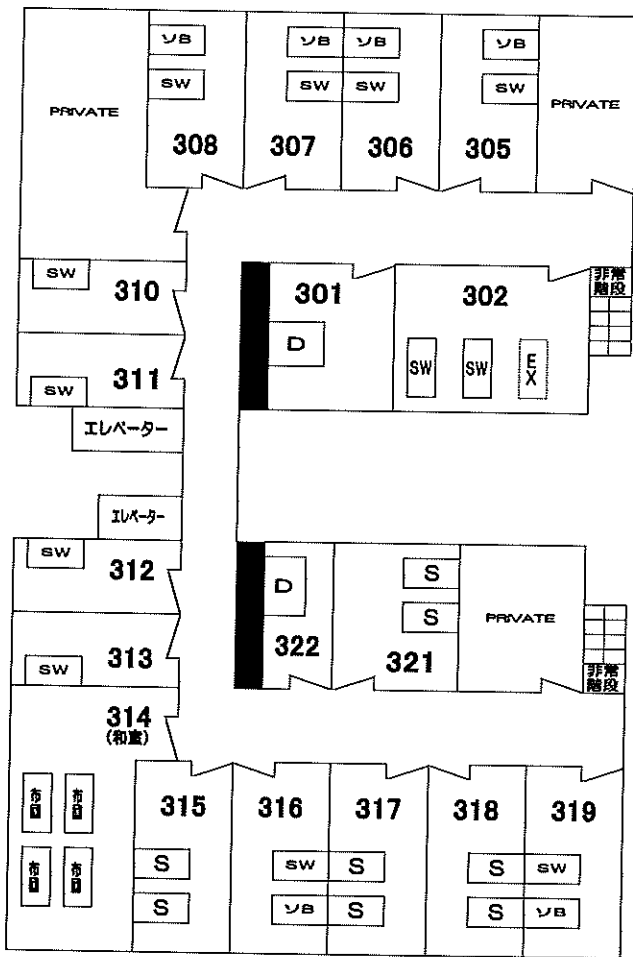 ソB
ソB
ソB
ソB
SW
SW
SW
SW
PRIVATE
PRIVATE
308
307
306
305
SW
310
301
302
非常
階段
D
SW
SW
EX
311
SW
エレベーター
エレベーター
SW
312
D
S
S
PRIVATE
322
321
313
SW
非常
階段
314
(和室)
布団
布団
布団
布団
315
316
317
318
319
S
SW
S
S
SW
S
ソB
S
S
ソB